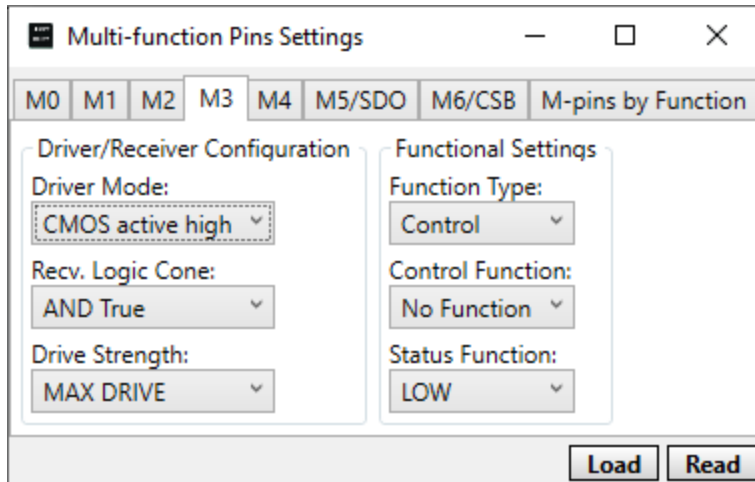 Multi-function Pins Settings
M0 M1 M2 M3 M4 M5/SDO M6/CSB M-pins by Function
Driver/Receiver Configuration
Driver Mode:
CMOS active high
Recv. Logic Cone:
AND True
Drive Strength:
MAX DRIVE
Functional Settings
Function Type:
Control
Control Function:
No Function
Status Function:
LOW
Load Read